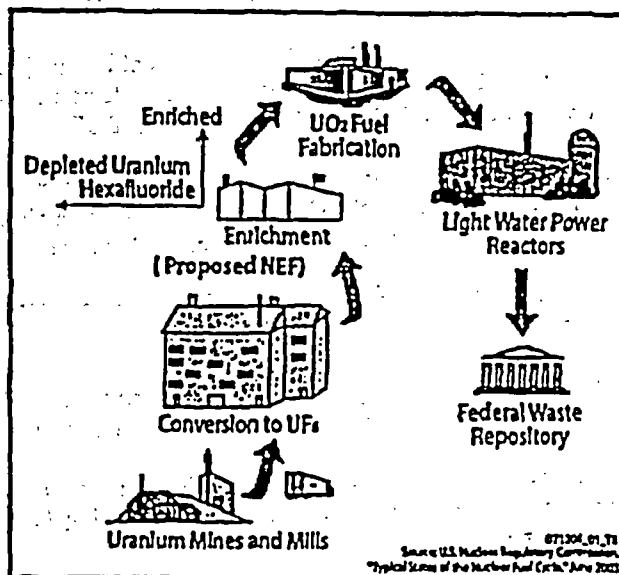 UO₂ Fuel
Fabrication
Enriched
Depleted Uranium
Hexafluoride
Enrichment
(Proposed NEF)
Light Water Power
Reactors
Conversion to UF₆
Federal Waste
Repository
Uranium Mines and Mills
Source U.S. Nuclear Regulatory Commission,
"Typical Stages of the Nuclear Fuel Cycle," June 2003